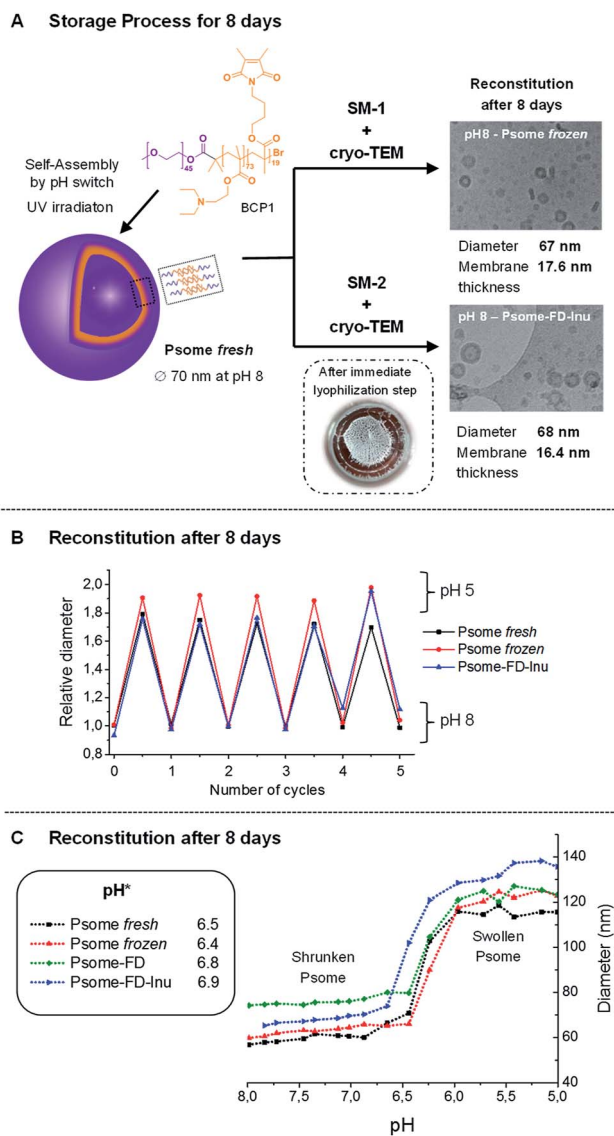 A Storage Process for 8 days
Self-Assembly
by pH switch
UV irradiaton
O
O
N
O
O
O
O
O
Br
45
73
19
O
O
N
BCP1
SM-1
+
cryo-TEM
Reconstitution
after 8 days
pH8 - Psome frozen
Diameter 67 nm
Membrane 17.6 nm
thickness
SM-2
+
cryo-TEM
pH 8 – Psome-FD-Inu
Psome fresh
∅ 70 nm at pH 8
After immediate
lyophilization step
Diameter 68 nm
Membrane 16.4 nm
thickness
B Reconstitution after 8 days
Relative diameter
2,0
1,8
1,6
1,4
1,2
1,0
0,8
0 1 2 3 4 5
Number of cycles
pH 5
Psome fresh
Psome frozen
Psome-FD-Inu
pH 8
C Reconstitution after 8 days
pH*
Psome fresh 6.5
Psome frozen 6.4
Psome-FD 6.8
Psome-FD-Inu 6.9
Shrunken
Psome
Swollen
Psome
140
120
100
80
60
40
Diameter (nm)
8,0 7,5 7,0 6,5 6,0 5,5 5,0
pH